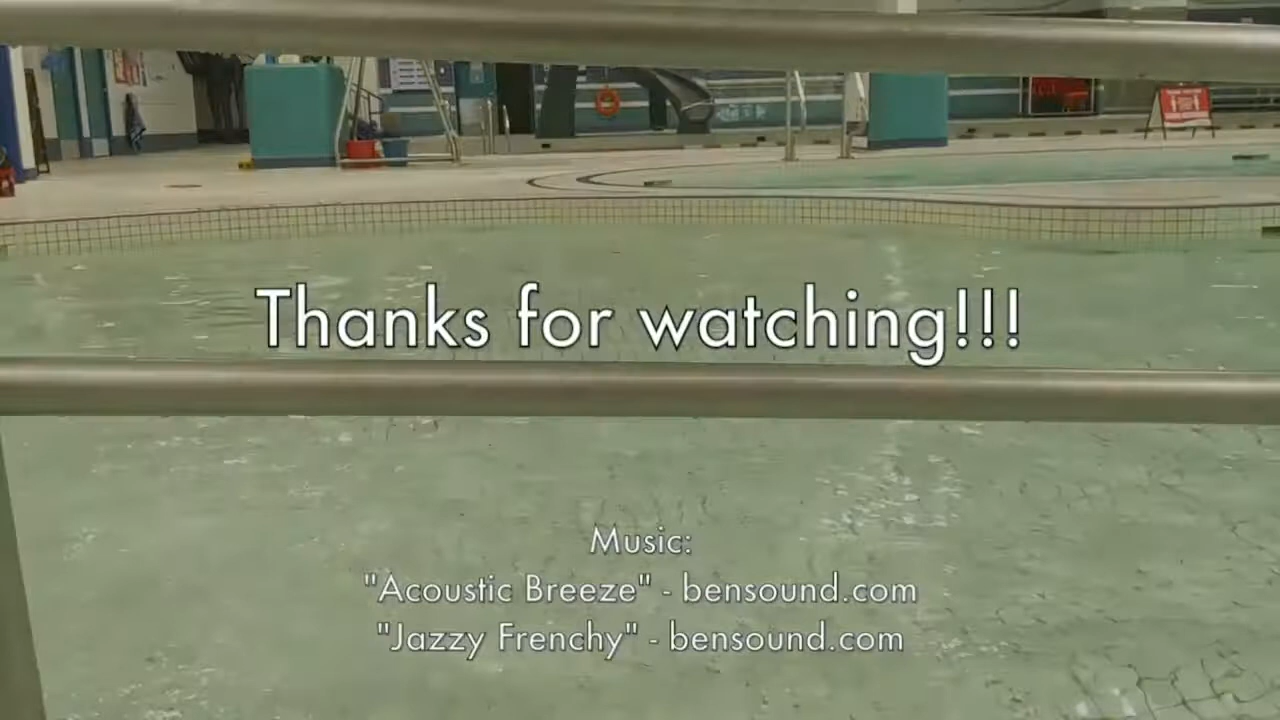 Thanks for watching!!!
Music:
"Acoustic Breeze" - bensound.com
"Jazzy Frenchy" - bensound.com